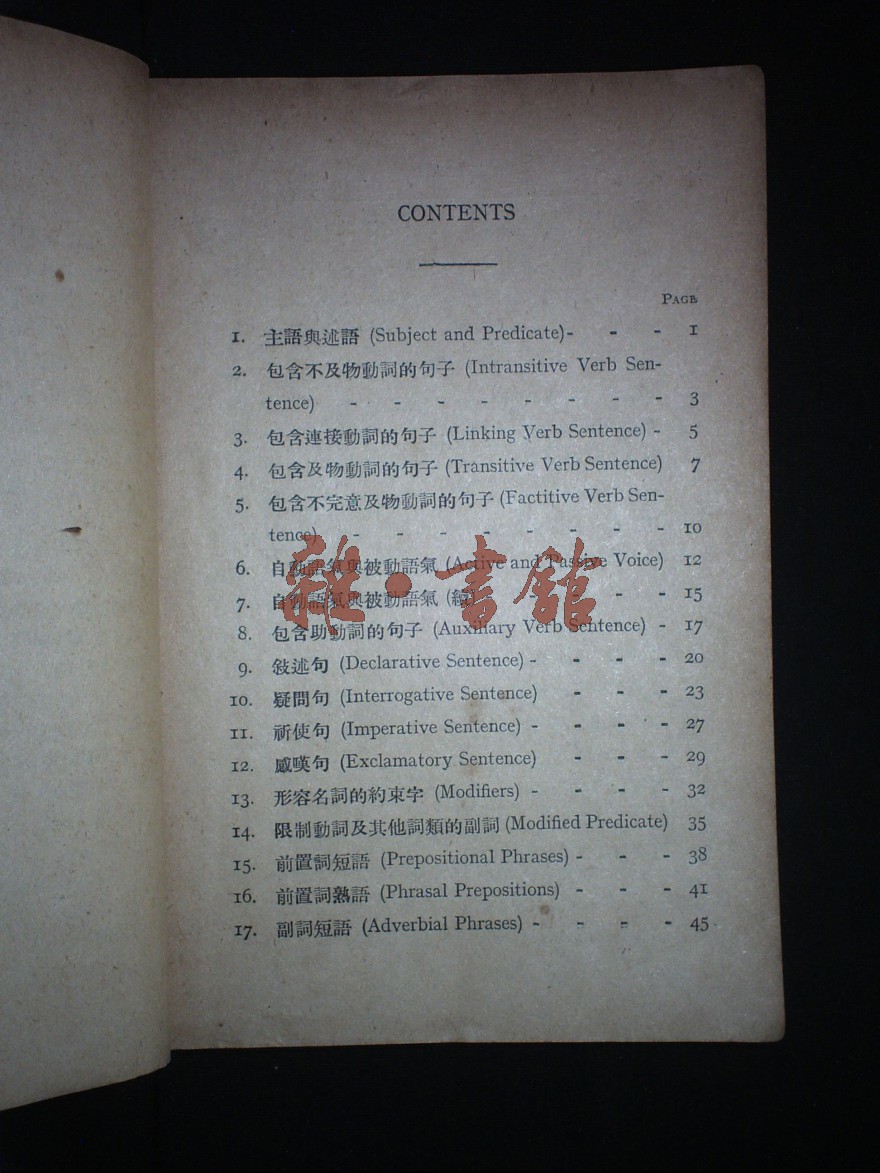 CONTENTS
PAGE
1. 主語與述語 (Subject and Predicate)- - - 1
2. 包含不及物動詞的句子 (Intransitive Verb Sen-
tence) - - - - - - - - 3
3. 包含連接動詞的句子 (Linking Verb Sentence) - 5
4. 包含及物動詞的句子 (Transitive Verb Sentence) 7
5. 包含不完意及物動詞的句子 (Factitive Verb Sen-
tence) - - - - - - - - 10
6. 自動語氣與被動語氣 (Active and Passive Voice) 12
7. 自動語氣與被動語氣 (續) - - - - 15
8. 包含助動詞的句子 (Auxiliary Verb Sentence) - 17
9. 敍述句 (Declarative Sentence) - - - - 20
10. 疑問句 (Interrogative Sentence) - - - 23
11. 祈使句 (Imperative Sentence) - - - - 27
12. 感嘆句 (Exclamatory Sentence) - - - 29
13. 形容名詞的約束字 (Modifiers) - - - - 32
14. 限制動詞及其他詞類的副詞 (Modified Predicate) 35
15. 前置詞短語 (Prepositional Phrases) - - - 38
16. 前置詞熟語 (Phrasal Prepositions) - - - 41
17. 副詞短語 (Adverbial Phrases) - - - - 45
雜·書館